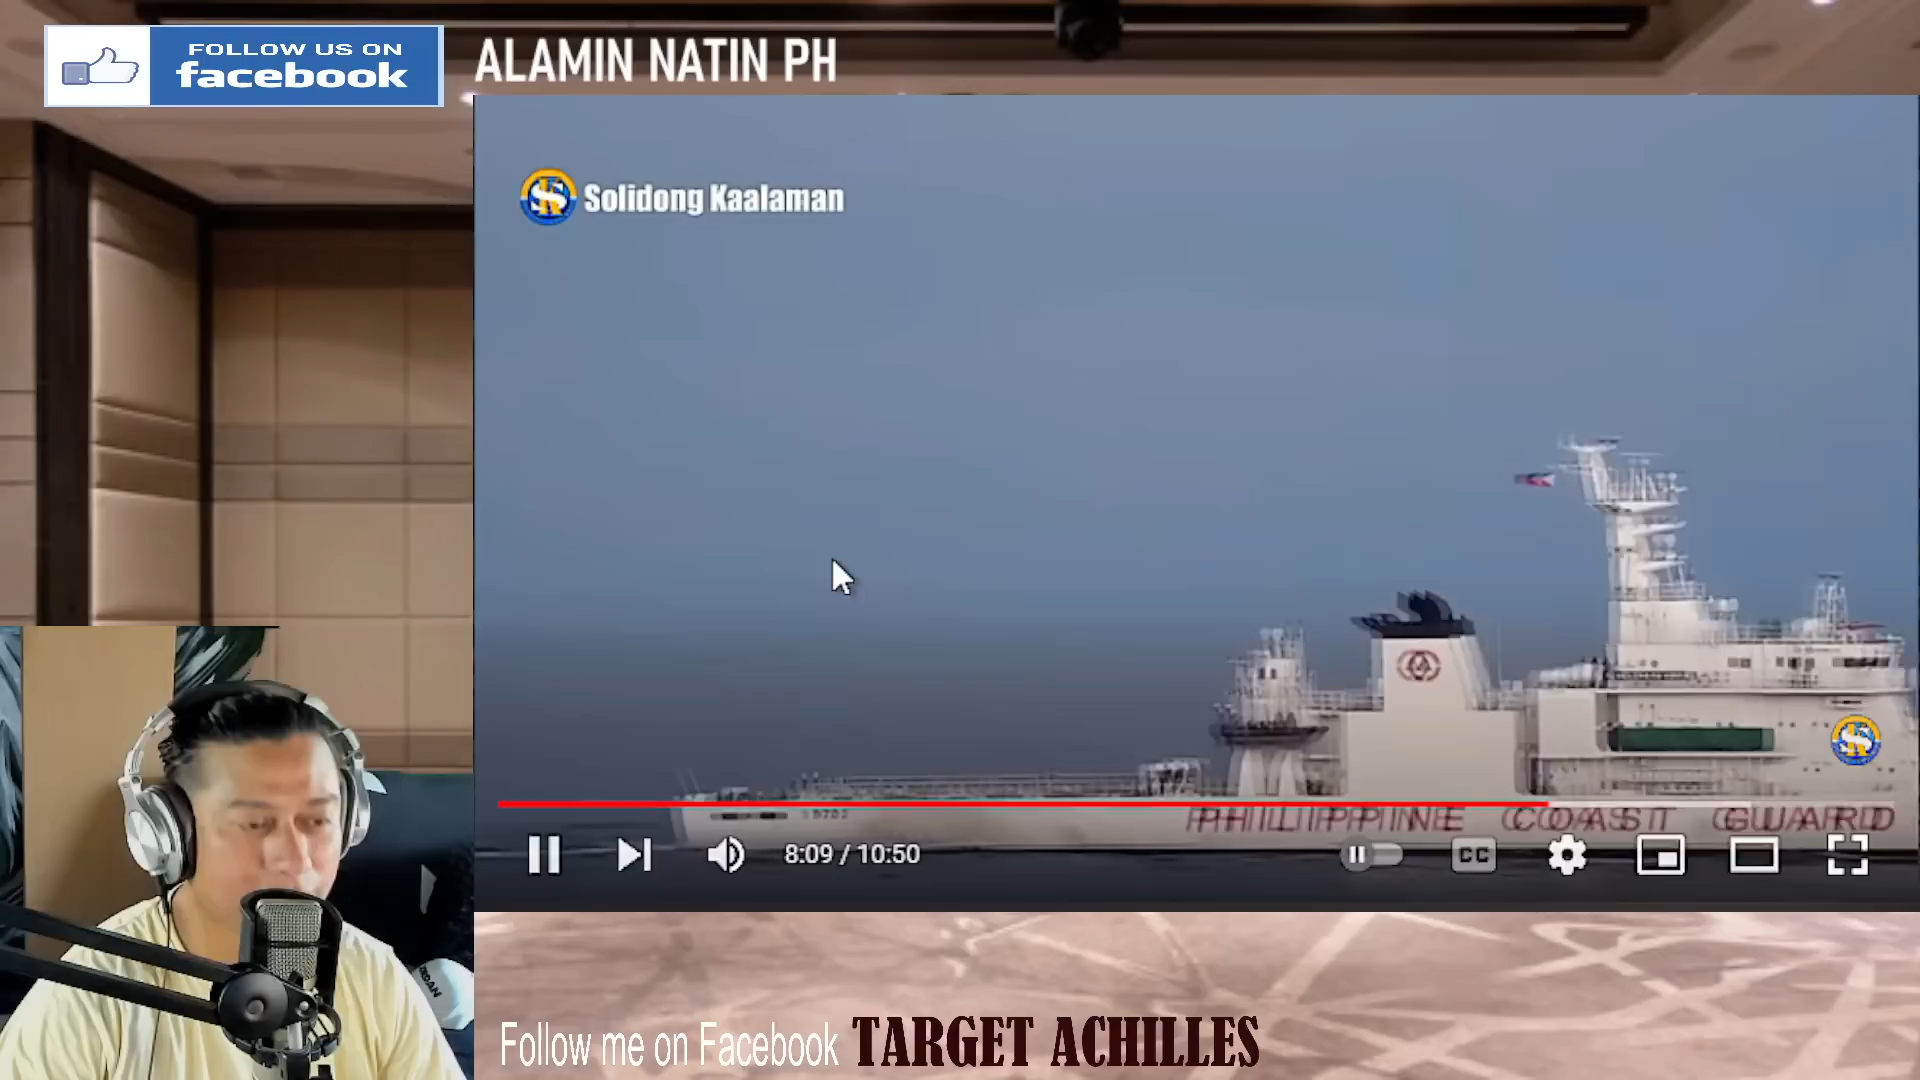 FOLLOW US ON
facebook
ALAMIN NATIN PH
Solidong Kaalaman
PHILIPPINE COAST GUARD
8:09 / 10:50
CC
Follow me on Facebook TARGET ACHILLES